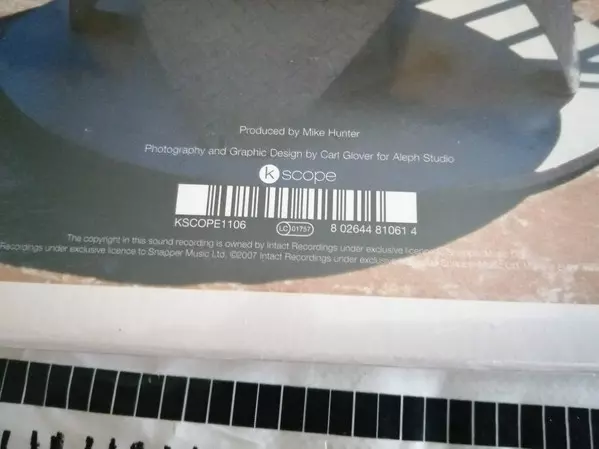 Produced by Mike Hunter
Photography and Graphic Design by Carl Glover for Aleph Studio
k scope
KSCOPE1106 LC 01757 8 02644 81061 4
The copyright in this sound recording is owned by Intact Recordings under exclusive licence
Recordings under exclusive licence to Snapper Music Ltd. ©2007 Intact Recordings under exclusive